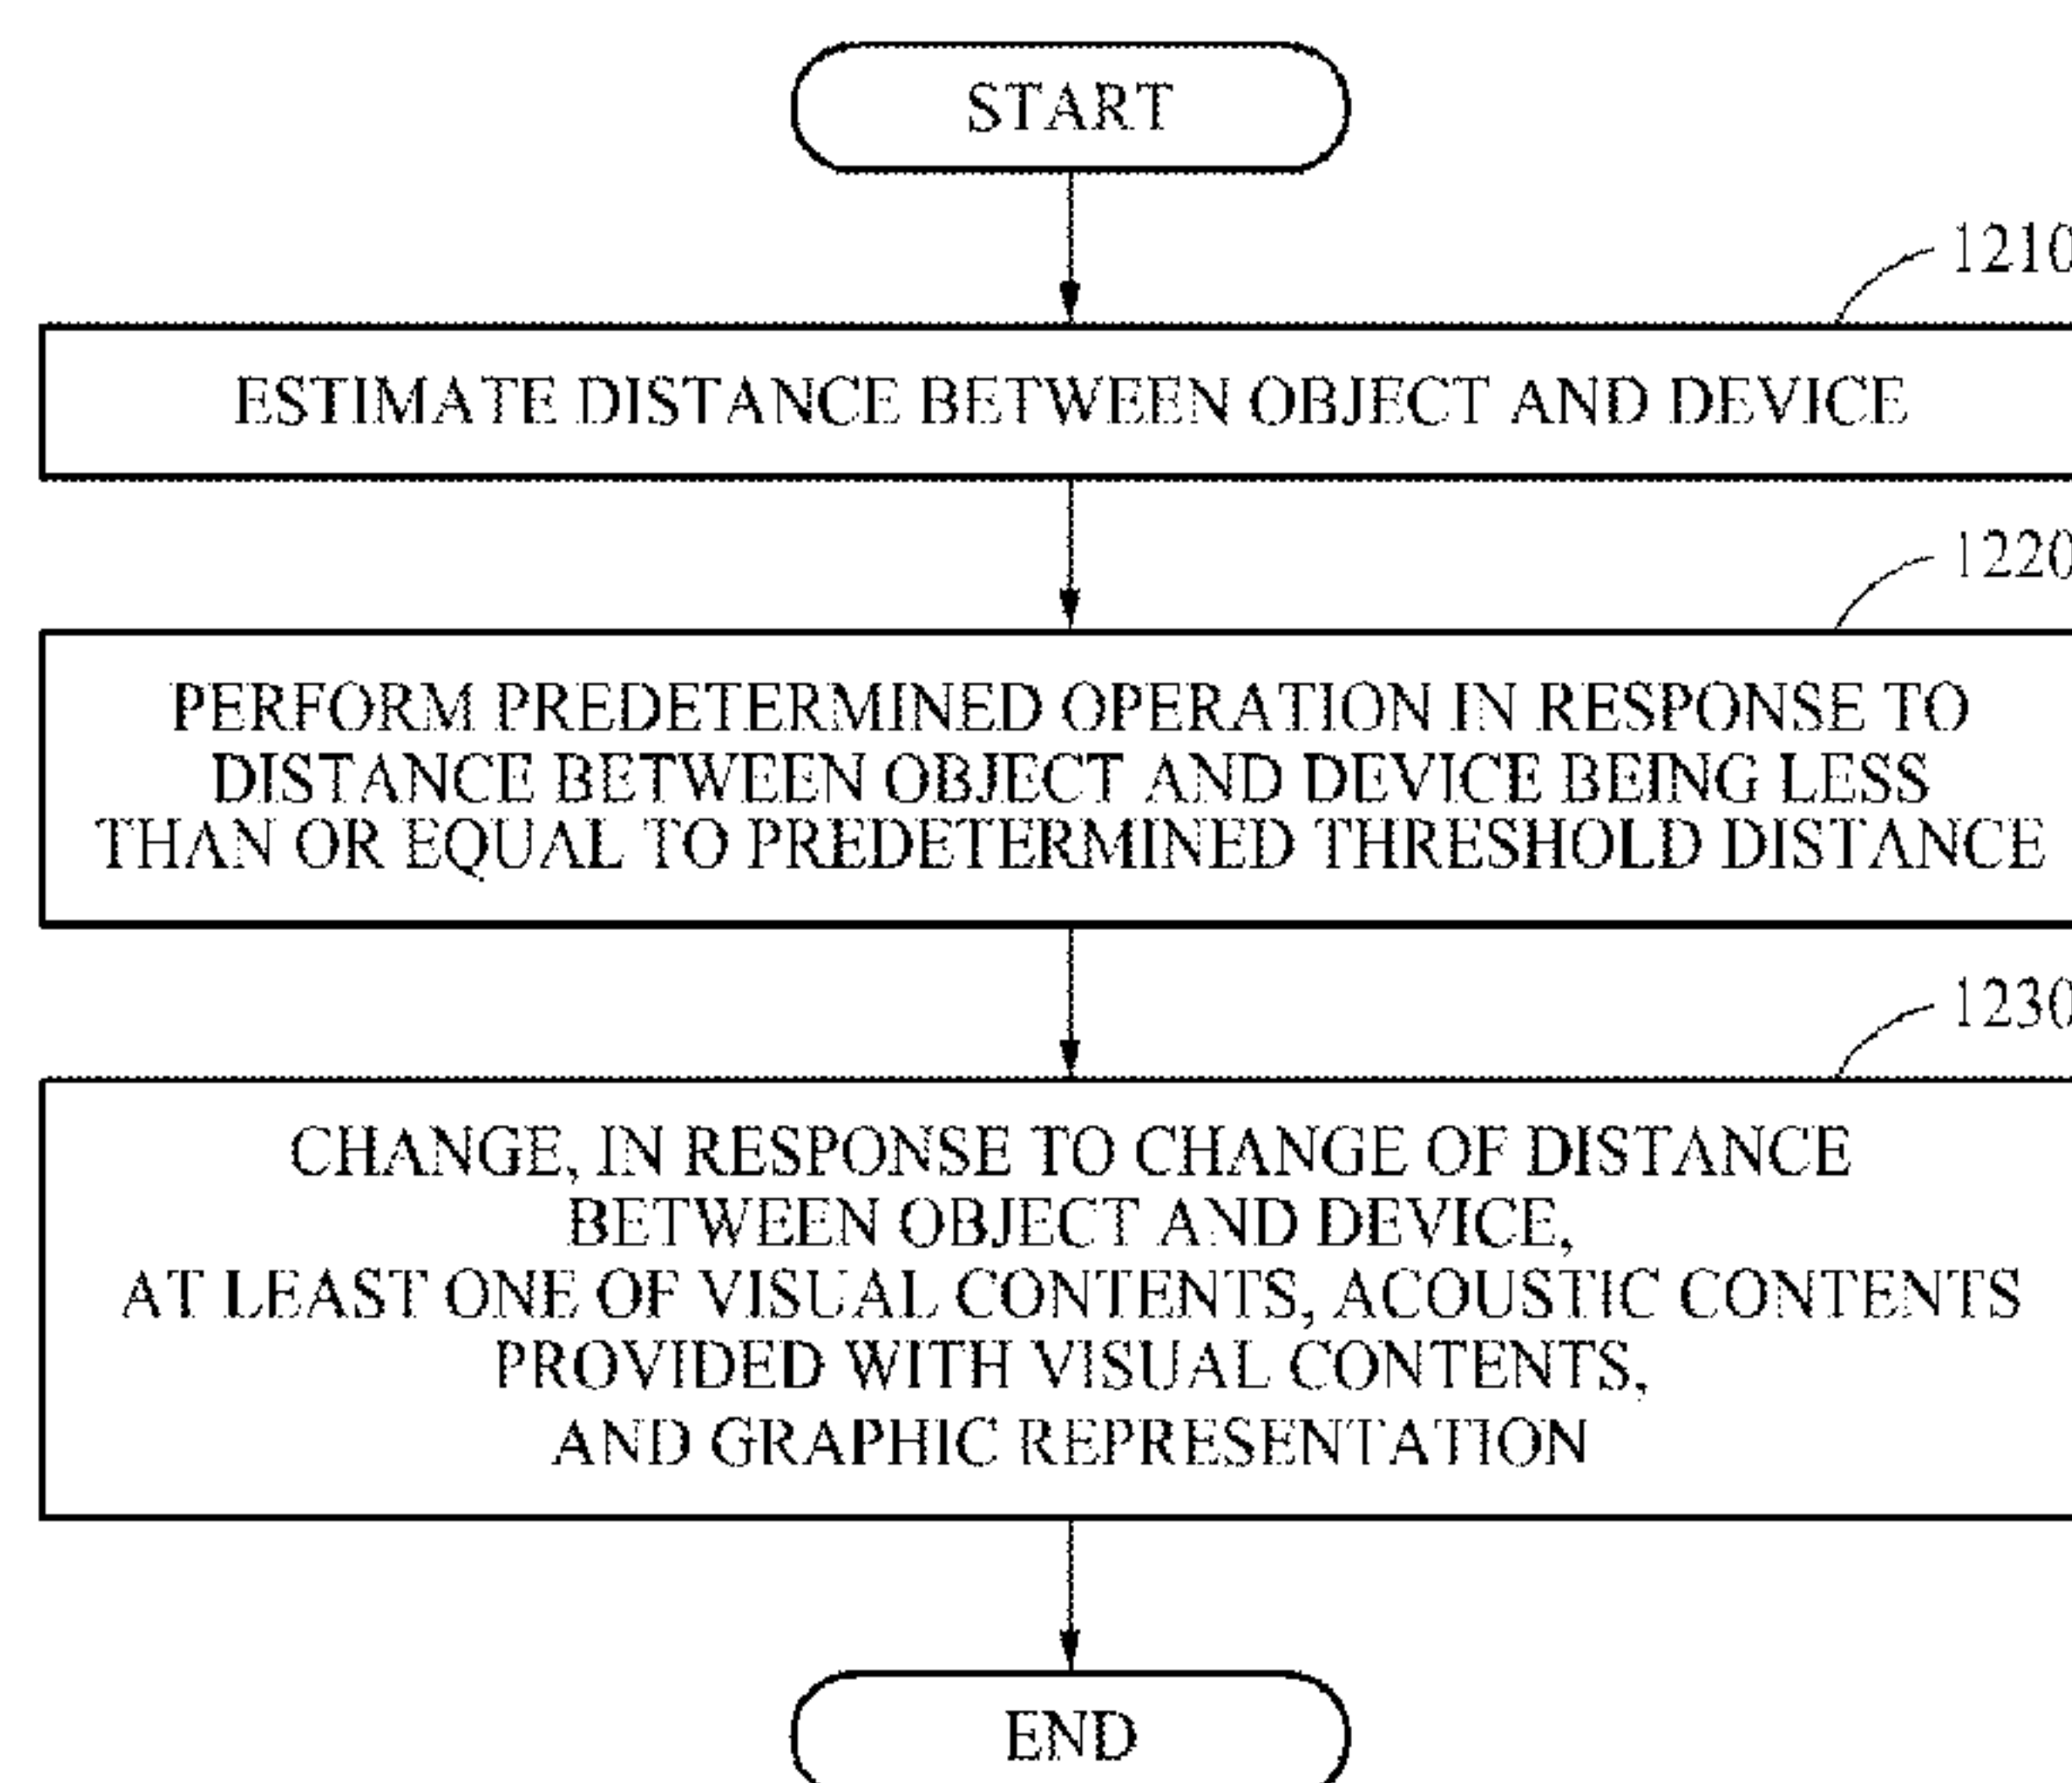 START
1210
ESTIMATE DISTANCE BETWEEN OBJECT AND DEVICE
1220
PERFORM PREDETERMINED OPERATION IN RESPONSE TO
DISTANCE BETWEEN OBJECT AND DEVICE BEING LESS
THAN OR EQUAL TO PREDETERMINED THRESHOLD DISTANCE
1230
CHANGE, IN RESPONSE TO CHANGE OF DISTANCE
BETWEEN OBJECT AND DEVICE,
AT LEAST ONE OF VISUAL CONTENTS, ACOUSTIC CONTENTS
PROVIDED WITH VISUAL CONTENTS,
AND GRAPHIC REPRESENTATION
END